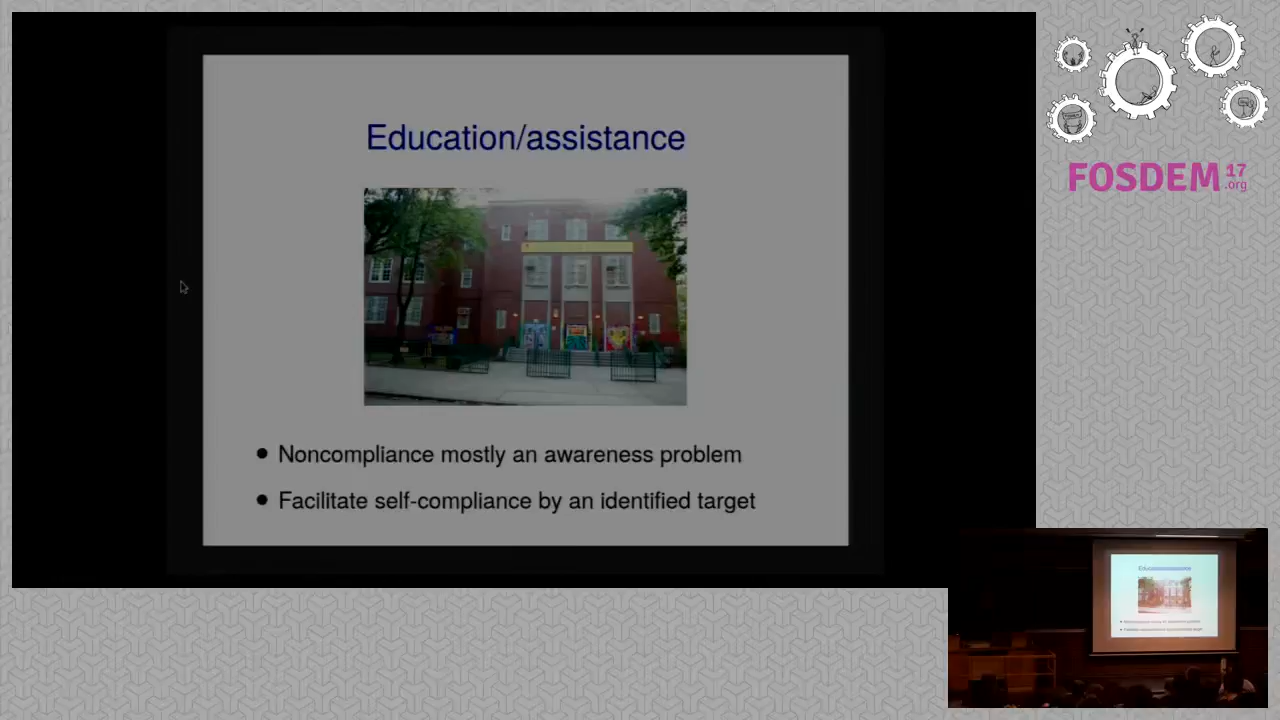 Education/assistance
Noncompliance mostly an awareness problem
Facilitate self-compliance by an identified target
FOSDEM 17
.org